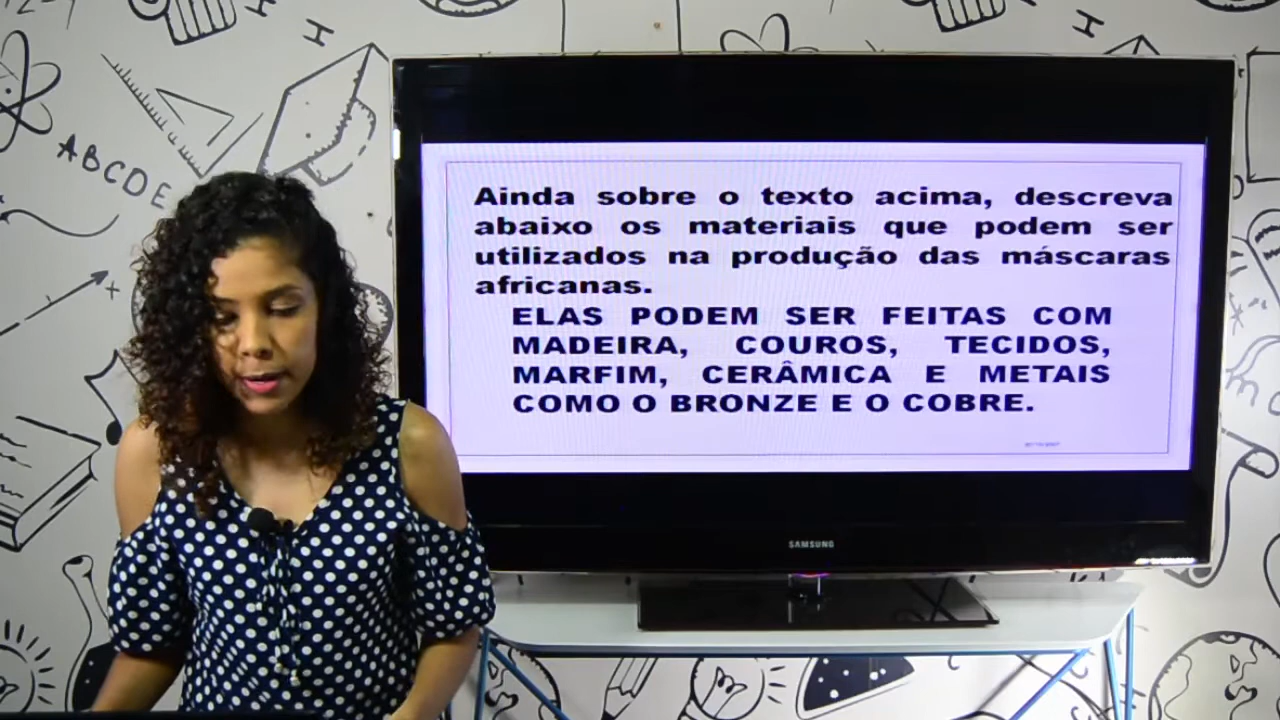 ABCDE
Ainda sobre o texto acima, descreva
abaixo os materiais que podem ser
utilizados na produção das máscaras
africanas.
ELAS PODEM SER FEITAS COM
MADEIRA, COUROS, TECIDOS,
MARFIM, CERÂMICA E METAIS
COMO O BRONZE E O COBRE.
SAMSUNG